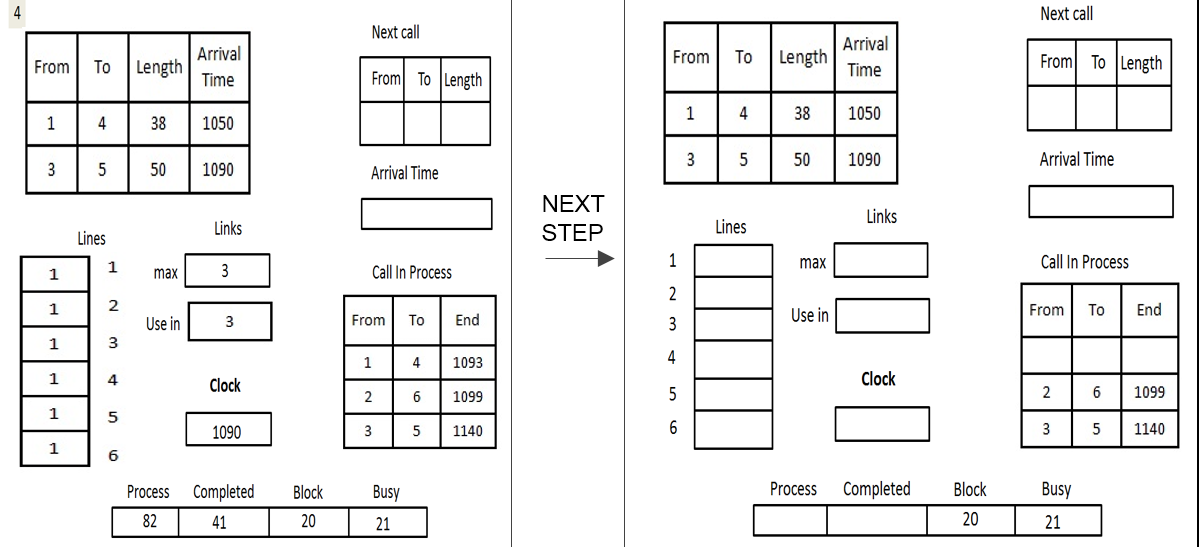 4
From To Length Arrival Time
1 4 38 1050
3 5 50 1090
Next call
From To Length
Arrival Time
Lines
1 1
1 2
1 3
1 4
1 5
1 6
Links
max 3
Use in 3
Clock
1090
Call In Process
From To End
1 4 1093
2 6 1099
3 5 1140
Process Completed Block Busy
82 41 20 21
NEXT
STEP
From To Length Arrival Time
1 4 38 1050
3 5 50 1090
Next call
From To Length
Arrival Time
Lines
1
2
3
4
5
6
Links
max
Use in
Clock
Call In Process
From To End
2 6 1099
3 5 1140
Process Completed Block Busy
20 21